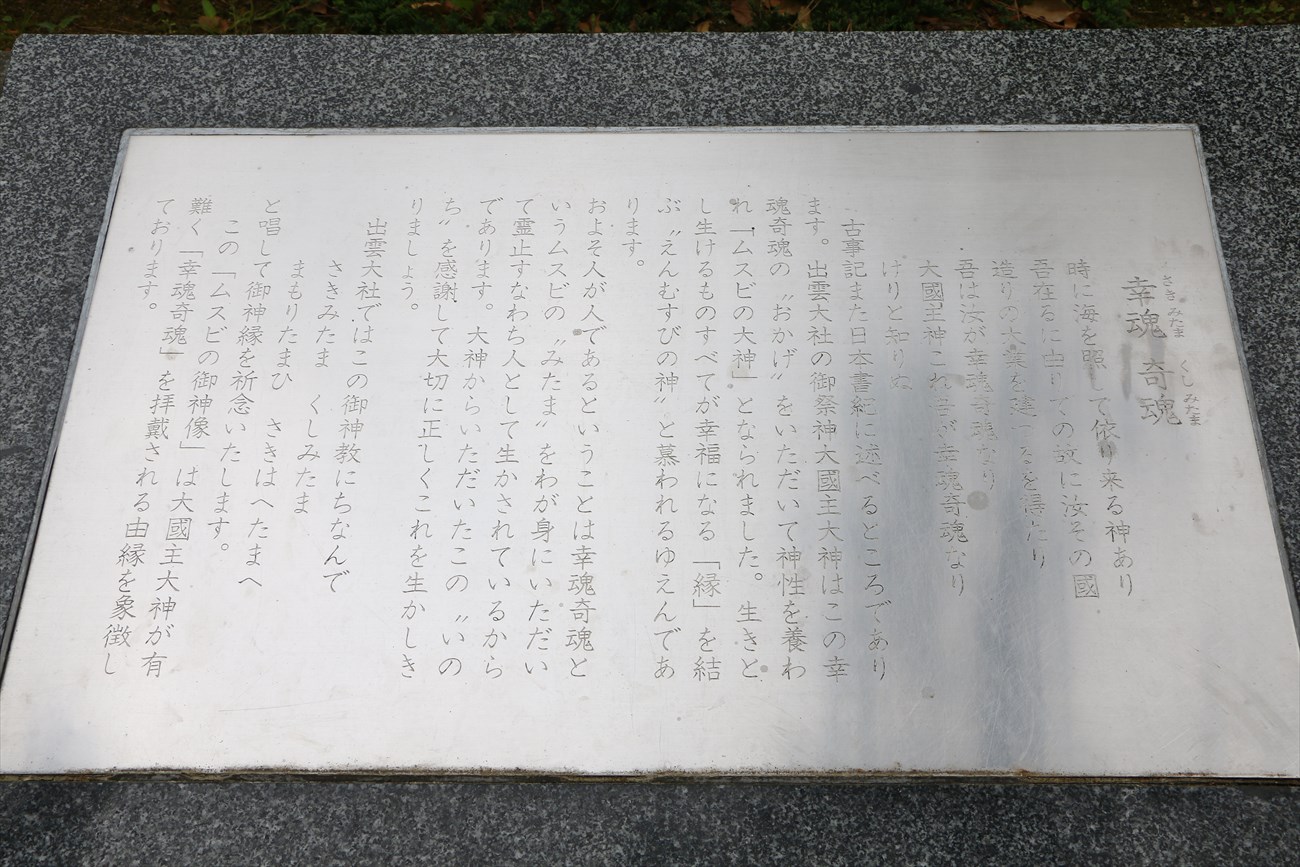 幸魂 奇魂
さきみたま くしみたま
時に海を照して依り来る神あり
吾在るに由りての故に汝その國
造りの大業を建つるを得たり
吾は汝が幸魂奇魂なり
大國主神これ吾が幸魂奇魂なり
けりと知りぬ
古事記また日本書紀に述べるところであり
ます。出雲大社の御祭神大國主大神はこの幸
魂奇魂の〝おかげ〟をいただいて神性を養わ
れ「ムスビの大神」となられました。生きと
し生けるものすべてが幸福になる「縁」を結
ぶ〝えんむすびの神〟と慕われるゆえんであ
ります。
およそ人が人であるということは幸魂奇魂と
いうムスビの〝みたま〟をわが身にいただい
て霊止すなわち人として生かされているから
であります。大神からいただいたこの〝いの
ち〟を感謝して大切に正しくこれを生かしき
りましょう。
出雲大社ではこの御神教にちなんで
さきみたま くしみたま
まもりたまひ さきはへたまへ
と唱して御神縁を祈念いたします。
この「ムスビの御神像」は大國主大神が有
難く「幸魂奇魂」を拝戴される由縁を象徴し
ております。